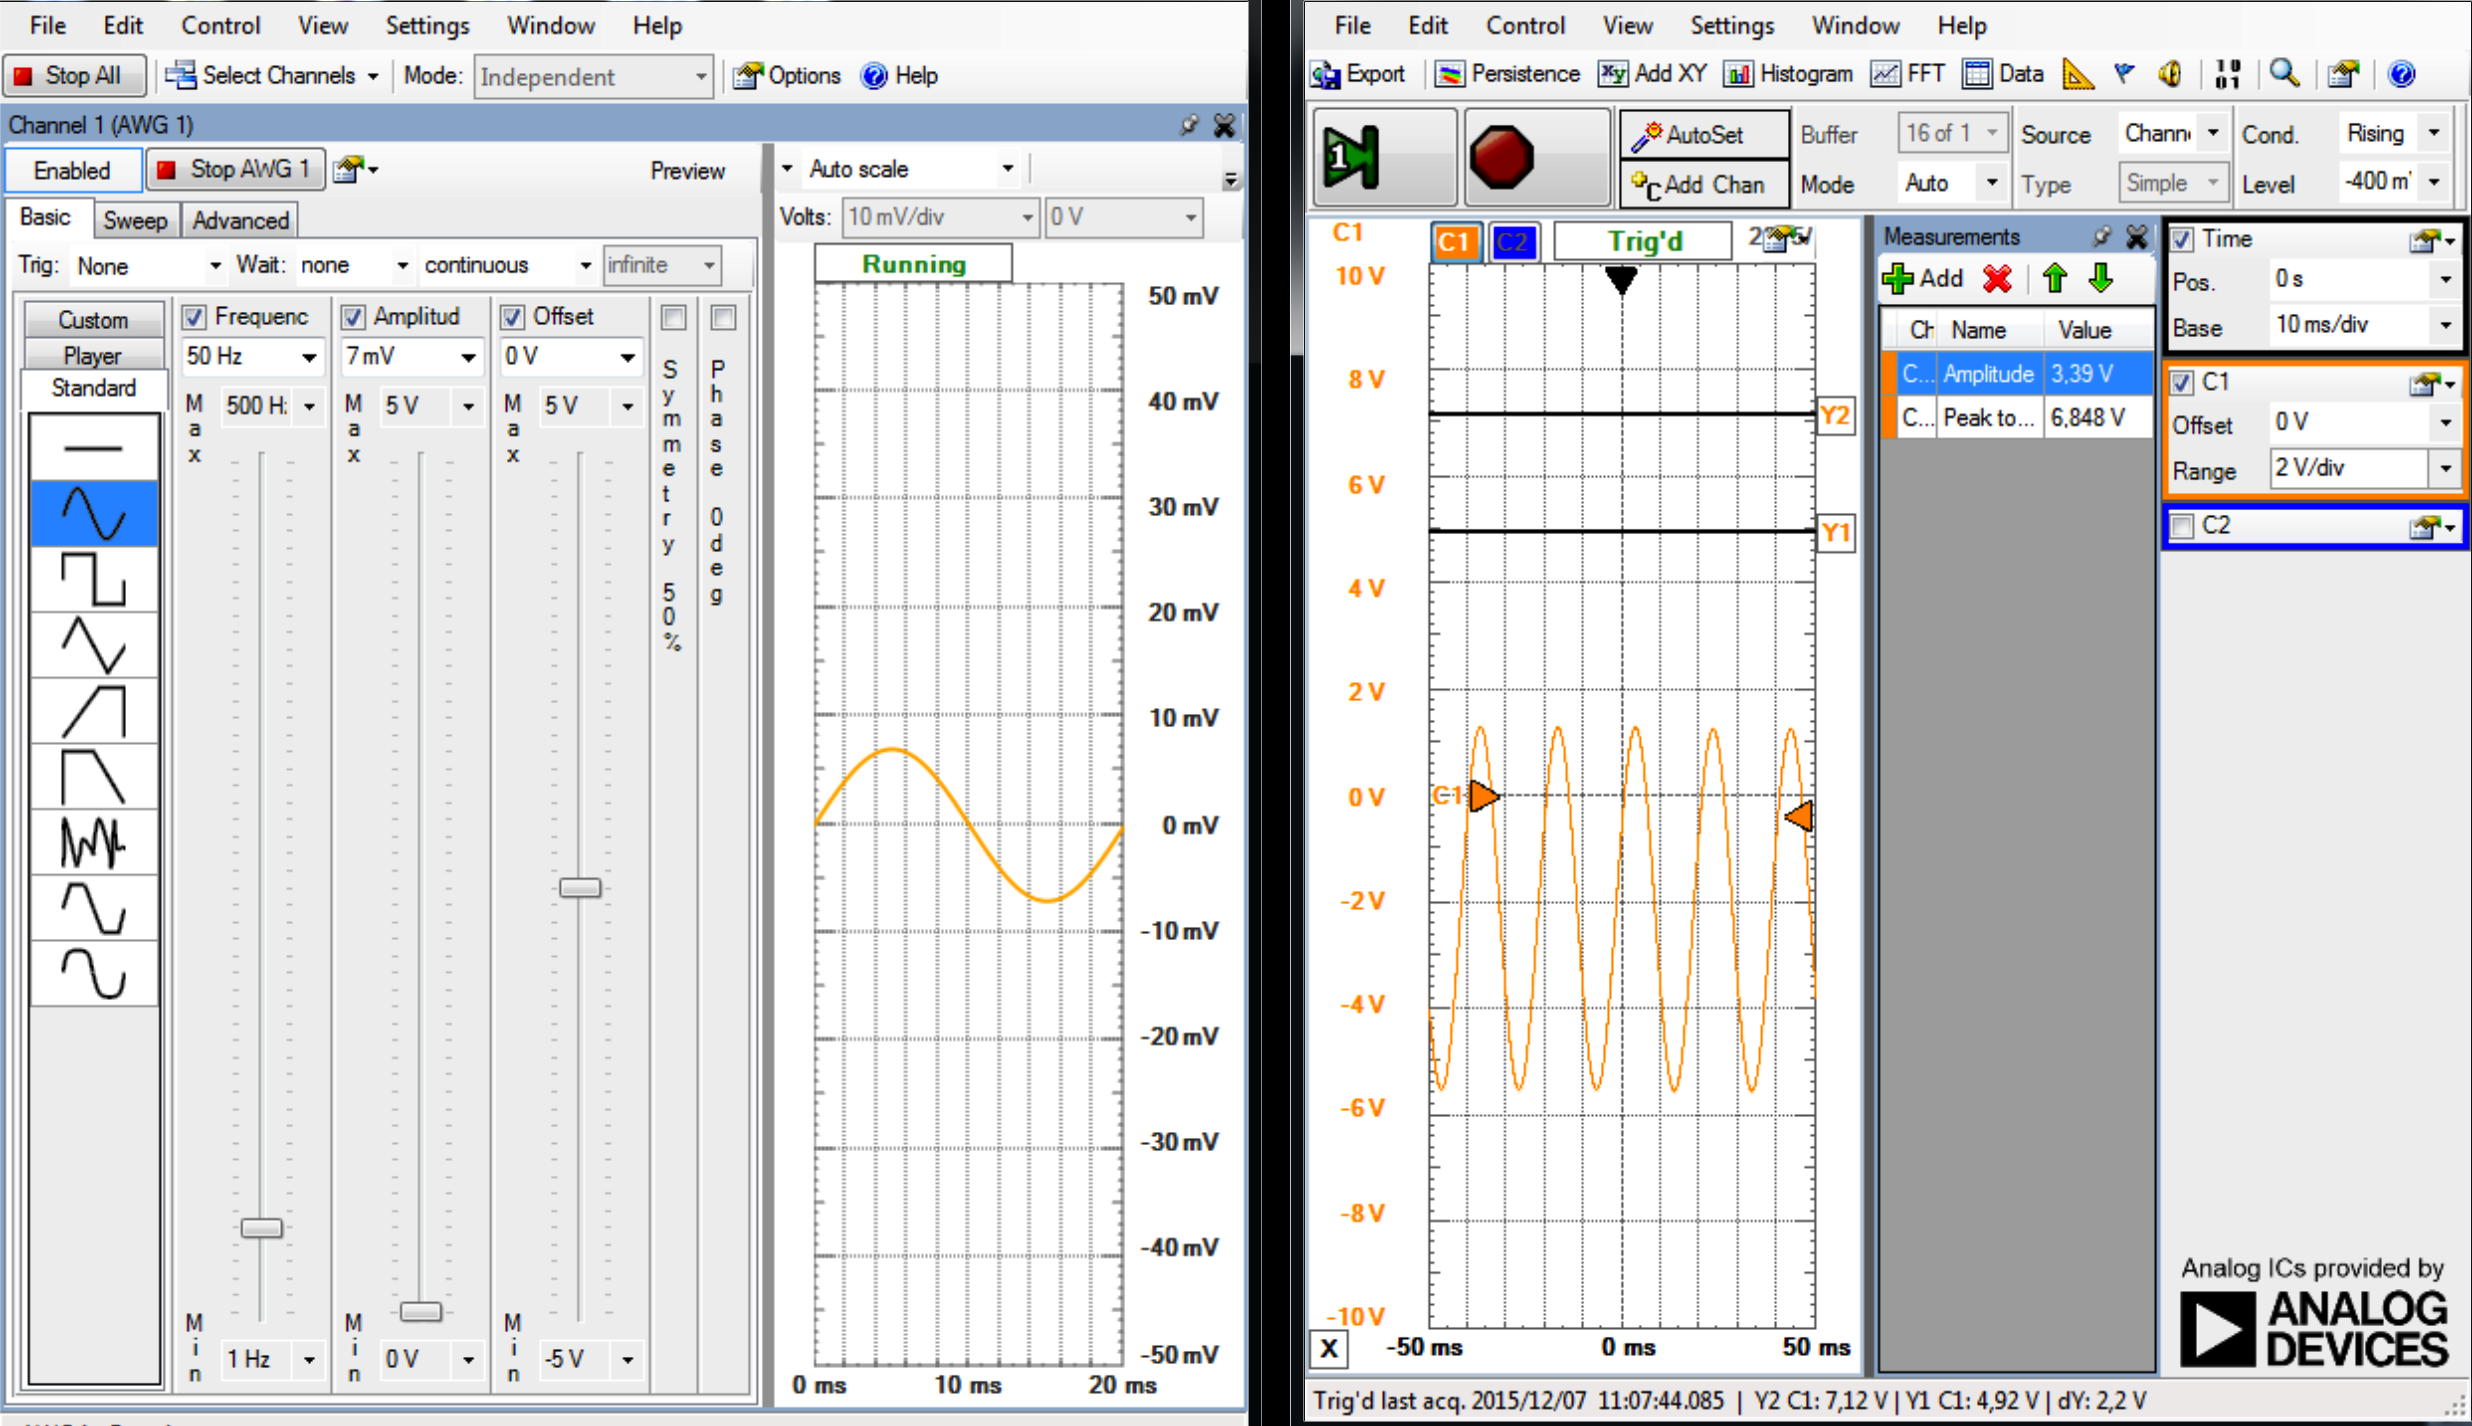 File Edit Control View Settings Window Help
Stop All Select Channels Mode: Independent Options Help
Channel 1 (AWG 1)
Enabled Stop AWG 1 Preview
Basic Sweep Advanced
Trig: None Wait: none continuous infinite
Custom
Player
Standard
Frequenc
50 Hz
Max 500 H:
Min 1 Hz
Amplitud
7 mV
Max 5 V
Min 0 V
Offset
0 V
Max 5 V
Min -5 V
Symmetry 50%
Phase 0deg
Auto scale
Volts: 10 mV/div 0 V
Running
50 mV
40 mV
30 mV
20 mV
10 mV
0 mV
-10 mV
-20 mV
-30 mV
-40 mV
-50 mV
0 ms 10 ms 20 ms
File Edit Control View Settings Window Help
Export Persistence Add XY Histogram FFT Data
1 AutoSet Buffer 16 of 1 Source Chann Cond. Rising
Add Chan Mode Auto Type Simple Level -400 m'
C1 C1 C2 Trig'd
10 V
8 V
6 V
4 V
2 V
0 V
-2 V
-4 V
-6 V
-8 V
-10 V
Y2
Y1
C1
X -50 ms 0 ms 50 ms
Measurements
Add
Ch Name Value
C... Amplitude 3,39 V
C... Peak to... 6,848 V
Time
Pos. 0 s
Base 10 ms/div
C1
Offset 0 V
Range 2 V/div
C2
Analog ICs provided by
ANALOG
DEVICES
Trig'd last acq. 2015/12/07 11:07:44.085 | Y2 C1: 7,12 V | Y1 C1: 4,92 V | dY: 2,2 V